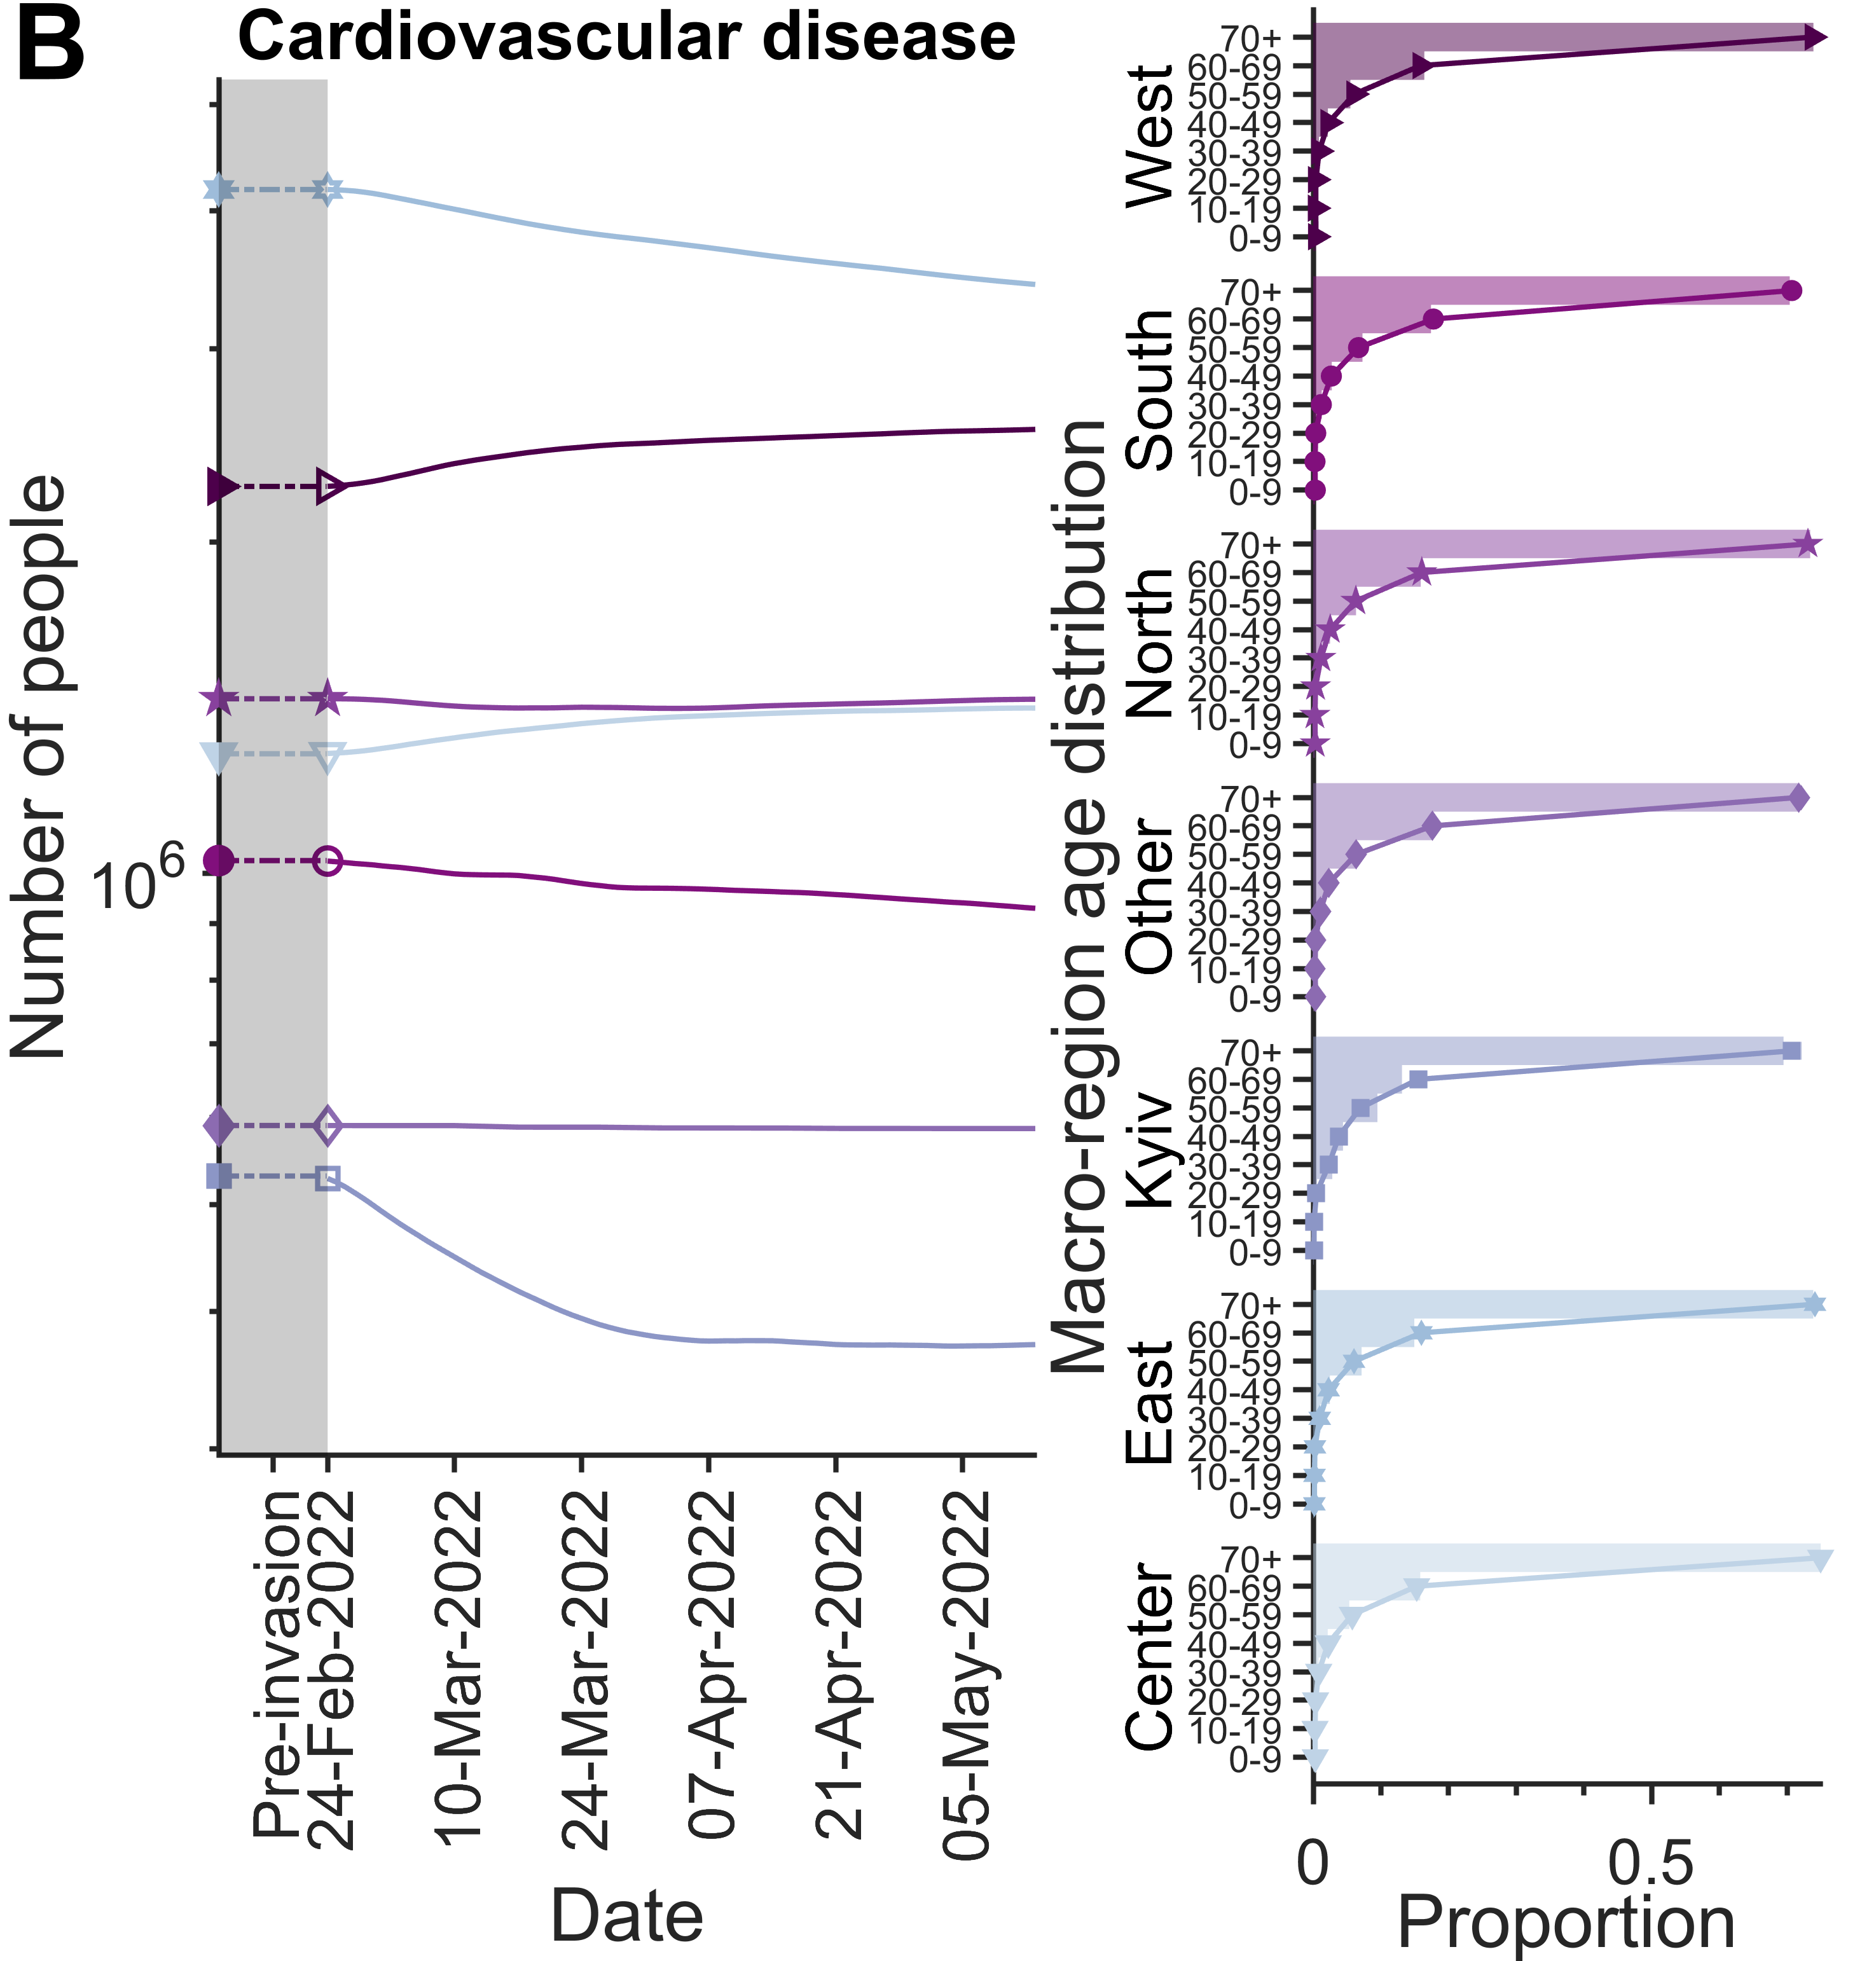 B
Cardiovascular disease
Number of people
10^6
Pre-invasion
24-Feb-2022
10-Mar-2022
24-Mar-2022
07-Apr-2022
21-Apr-2022
05-May-2022
Date
Macro-region age distribution
West
70+
60-69
50-59
40-49
30-39
20-29
10-19
0-9
South
70+
60-69
50-59
40-49
30-39
20-29
10-19
0-9
North
70+
60-69
50-59
40-49
30-39
20-29
10-19
0-9
Other
70+
60-69
50-59
40-49
30-39
20-29
10-19
0-9
Kyiv
70+
60-69
50-59
40-49
30-39
20-29
10-19
0-9
East
70+
60-69
50-59
40-49
30-39
20-29
10-19
0-9
Center
70+
60-69
50-59
40-49
30-39
20-29
10-19
0-9
0 0.5
Proportion